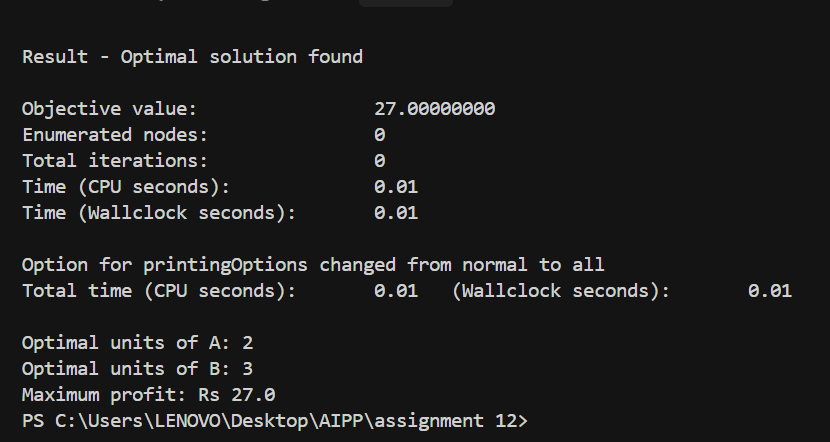 Result - Optimal solution found
Objective value: 27.00000000
Enumerated nodes: 0
Total iterations: 0
Time (CPU seconds): 0.01
Time (Wallclock seconds): 0.01
Option for printingOptions changed from normal to all
Total time (CPU seconds): 0.01 (Wallclock seconds): 0.01
Optimal units of A: 2
Optimal units of B: 3
Maximum profit: Rs 27.0
PS C:\Users\LENOVO\Desktop\AIPP\assignment 12>